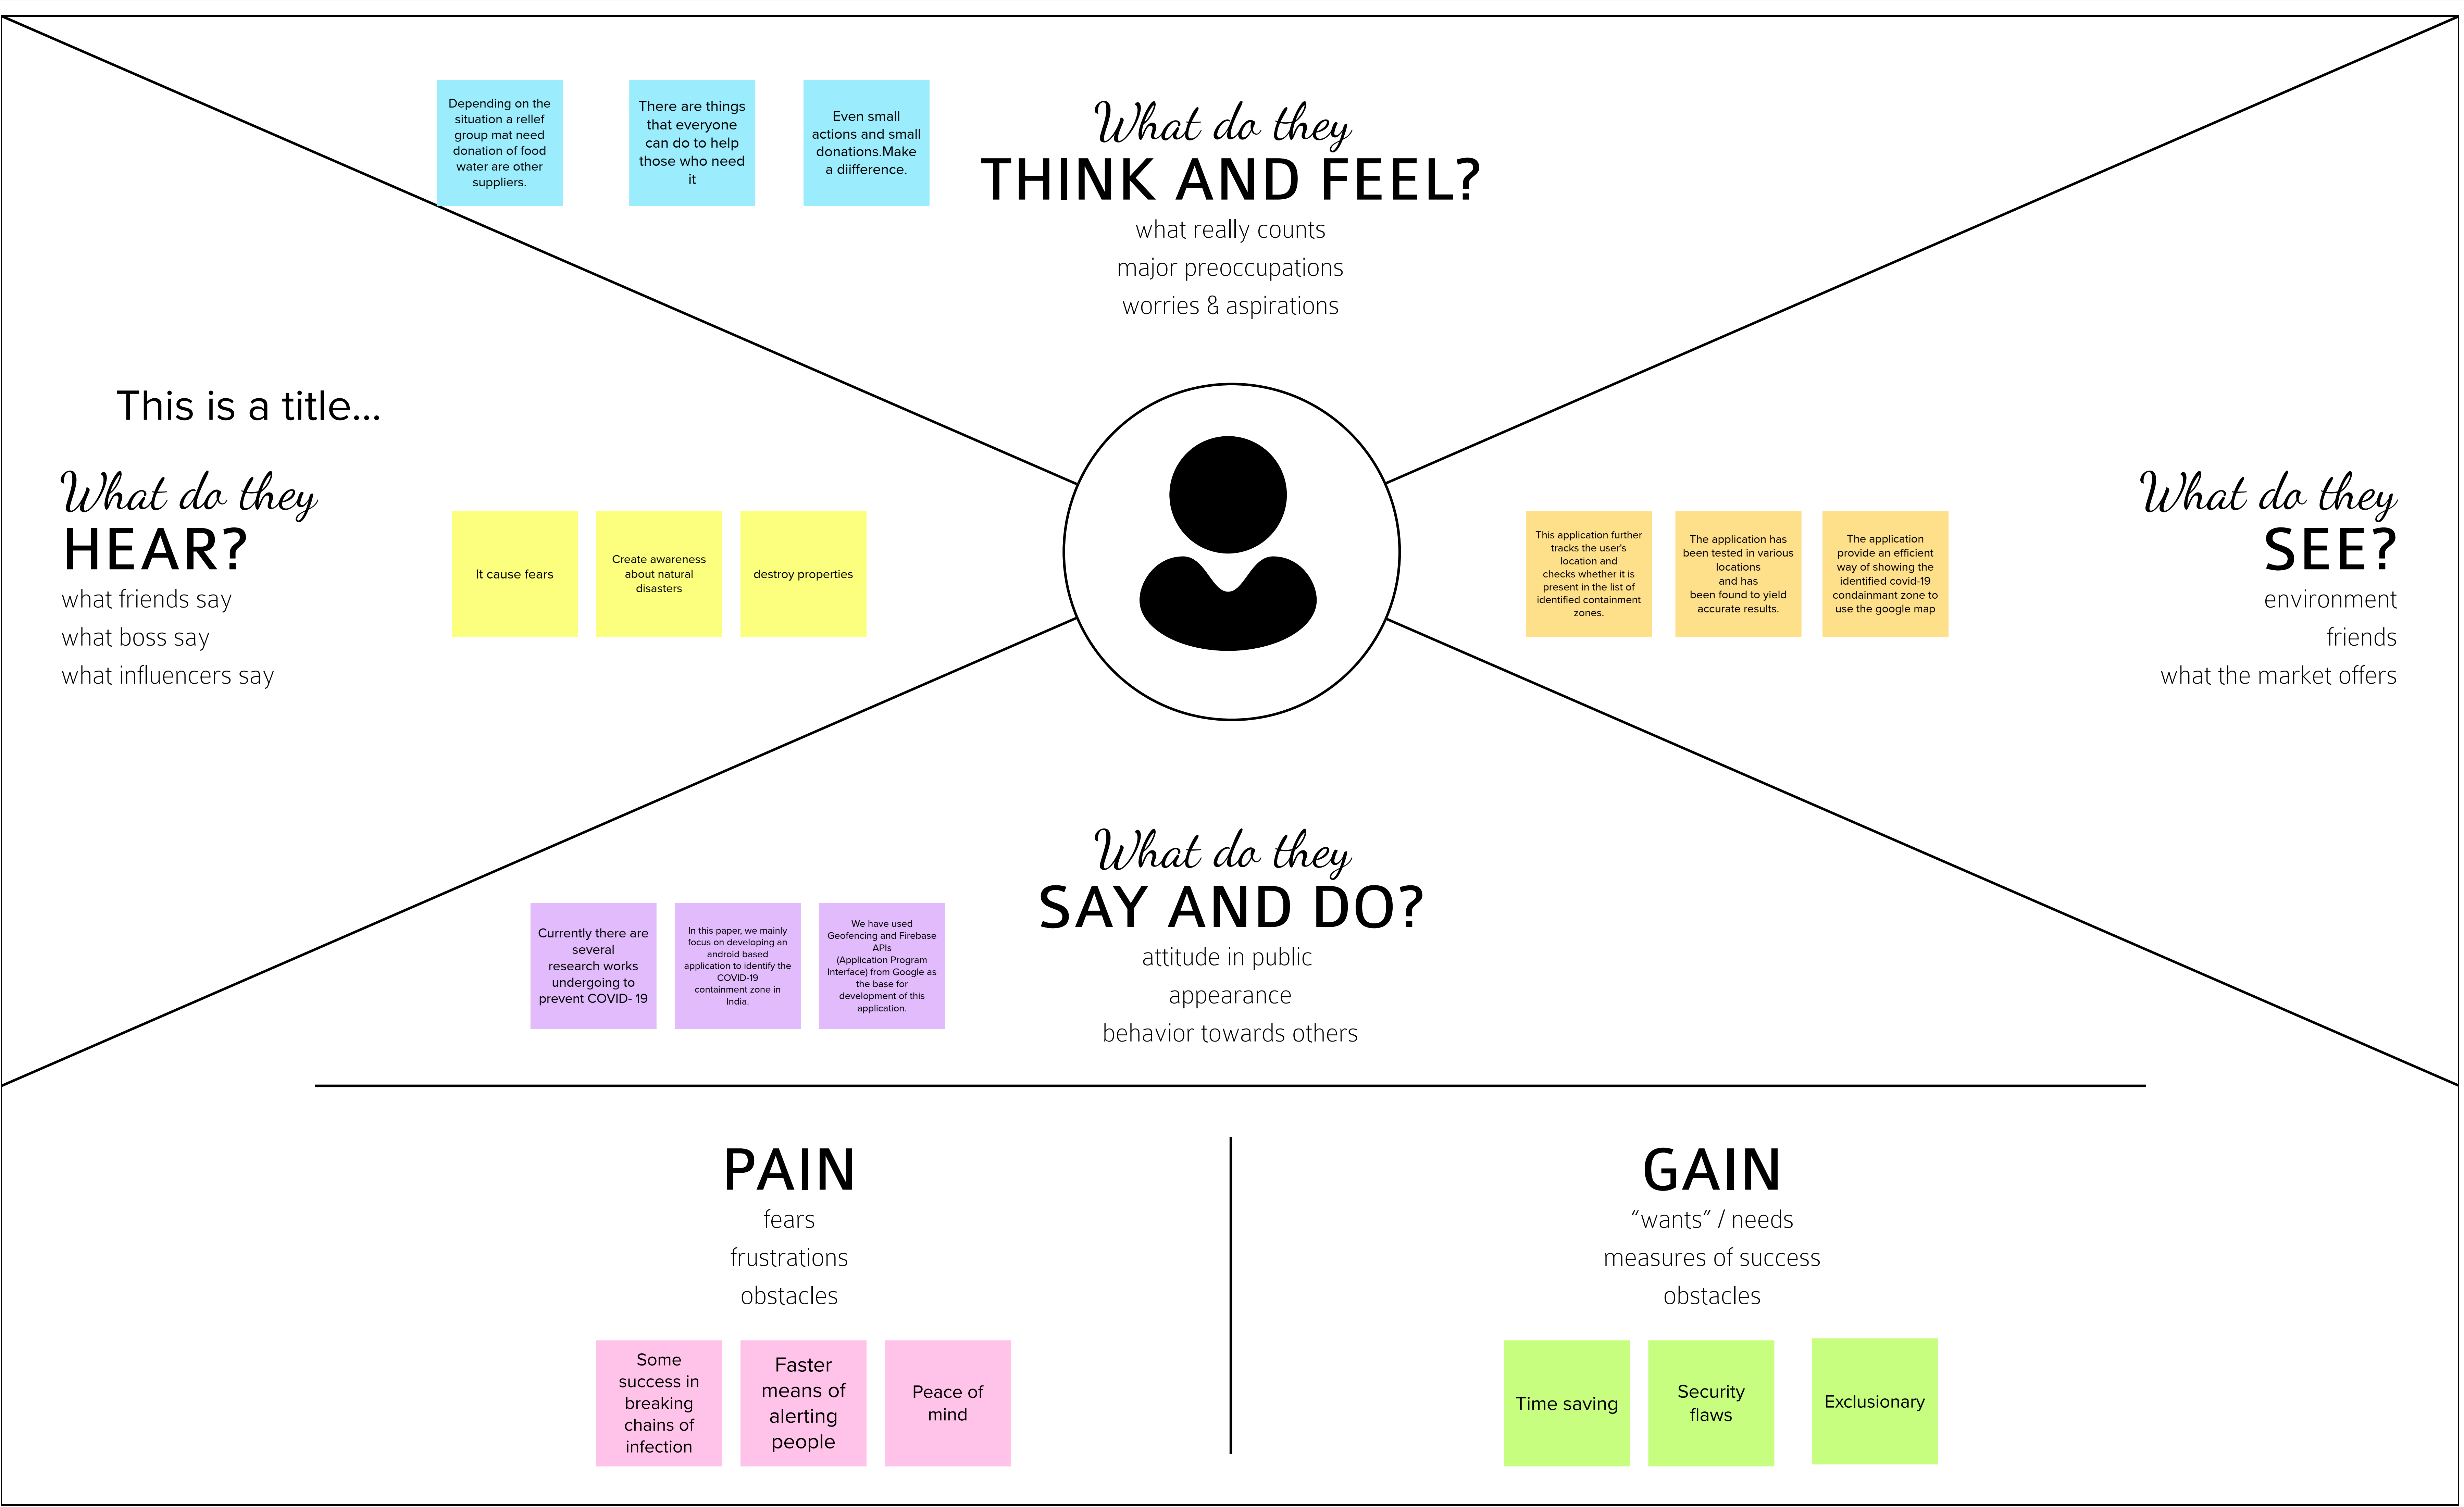 Depending on the
situation a rellef
group mat need
donation of food
water are other
suppliers.
There are things
that everyone
can do to help
those who need
it
Even small
actions and small
donations.Make
a diifference.
What do they
THINK AND FEEL?
what really counts
major preoccupations
worries & aspirations
This is a title...
What do they
HEAR?
what friends say
what boss say
what influencers say
It cause fears
Create awareness
about natural
disasters
destroy properties
This application further
tracks the user's
location and
checks whether it is
present in the list of
identified containment
zones.
The application has
been tested in various
locations
and has
been found to yield
accurate results.
The application
provide an efficient
way of showing the
identified covid-19
condainmant zone to
use the google map
What do they
SEE?
environment
friends
what the market offers
What do they
SAY AND DO?
attitude in public
appearance
behavior towards others
Currently there are
several
research works
undergoing to
prevent COVID- 19
In this paper, we mainly
focus on developing an
android based
application to identify the
COVID-19
containment zone in
India.
We have used
Geofencing and Firebase
APIs
(Application Program
Interface) from Google as
the base for
development of this
application.
PAIN
fears
frustrations
obstacles
Some
success in
breaking
chains of
infection
Faster
means of
alerting
people
Peace of
mind
GAIN
“wants” / needs
measures of success
obstacles
Time saving
Security
flaws
Exclusionary